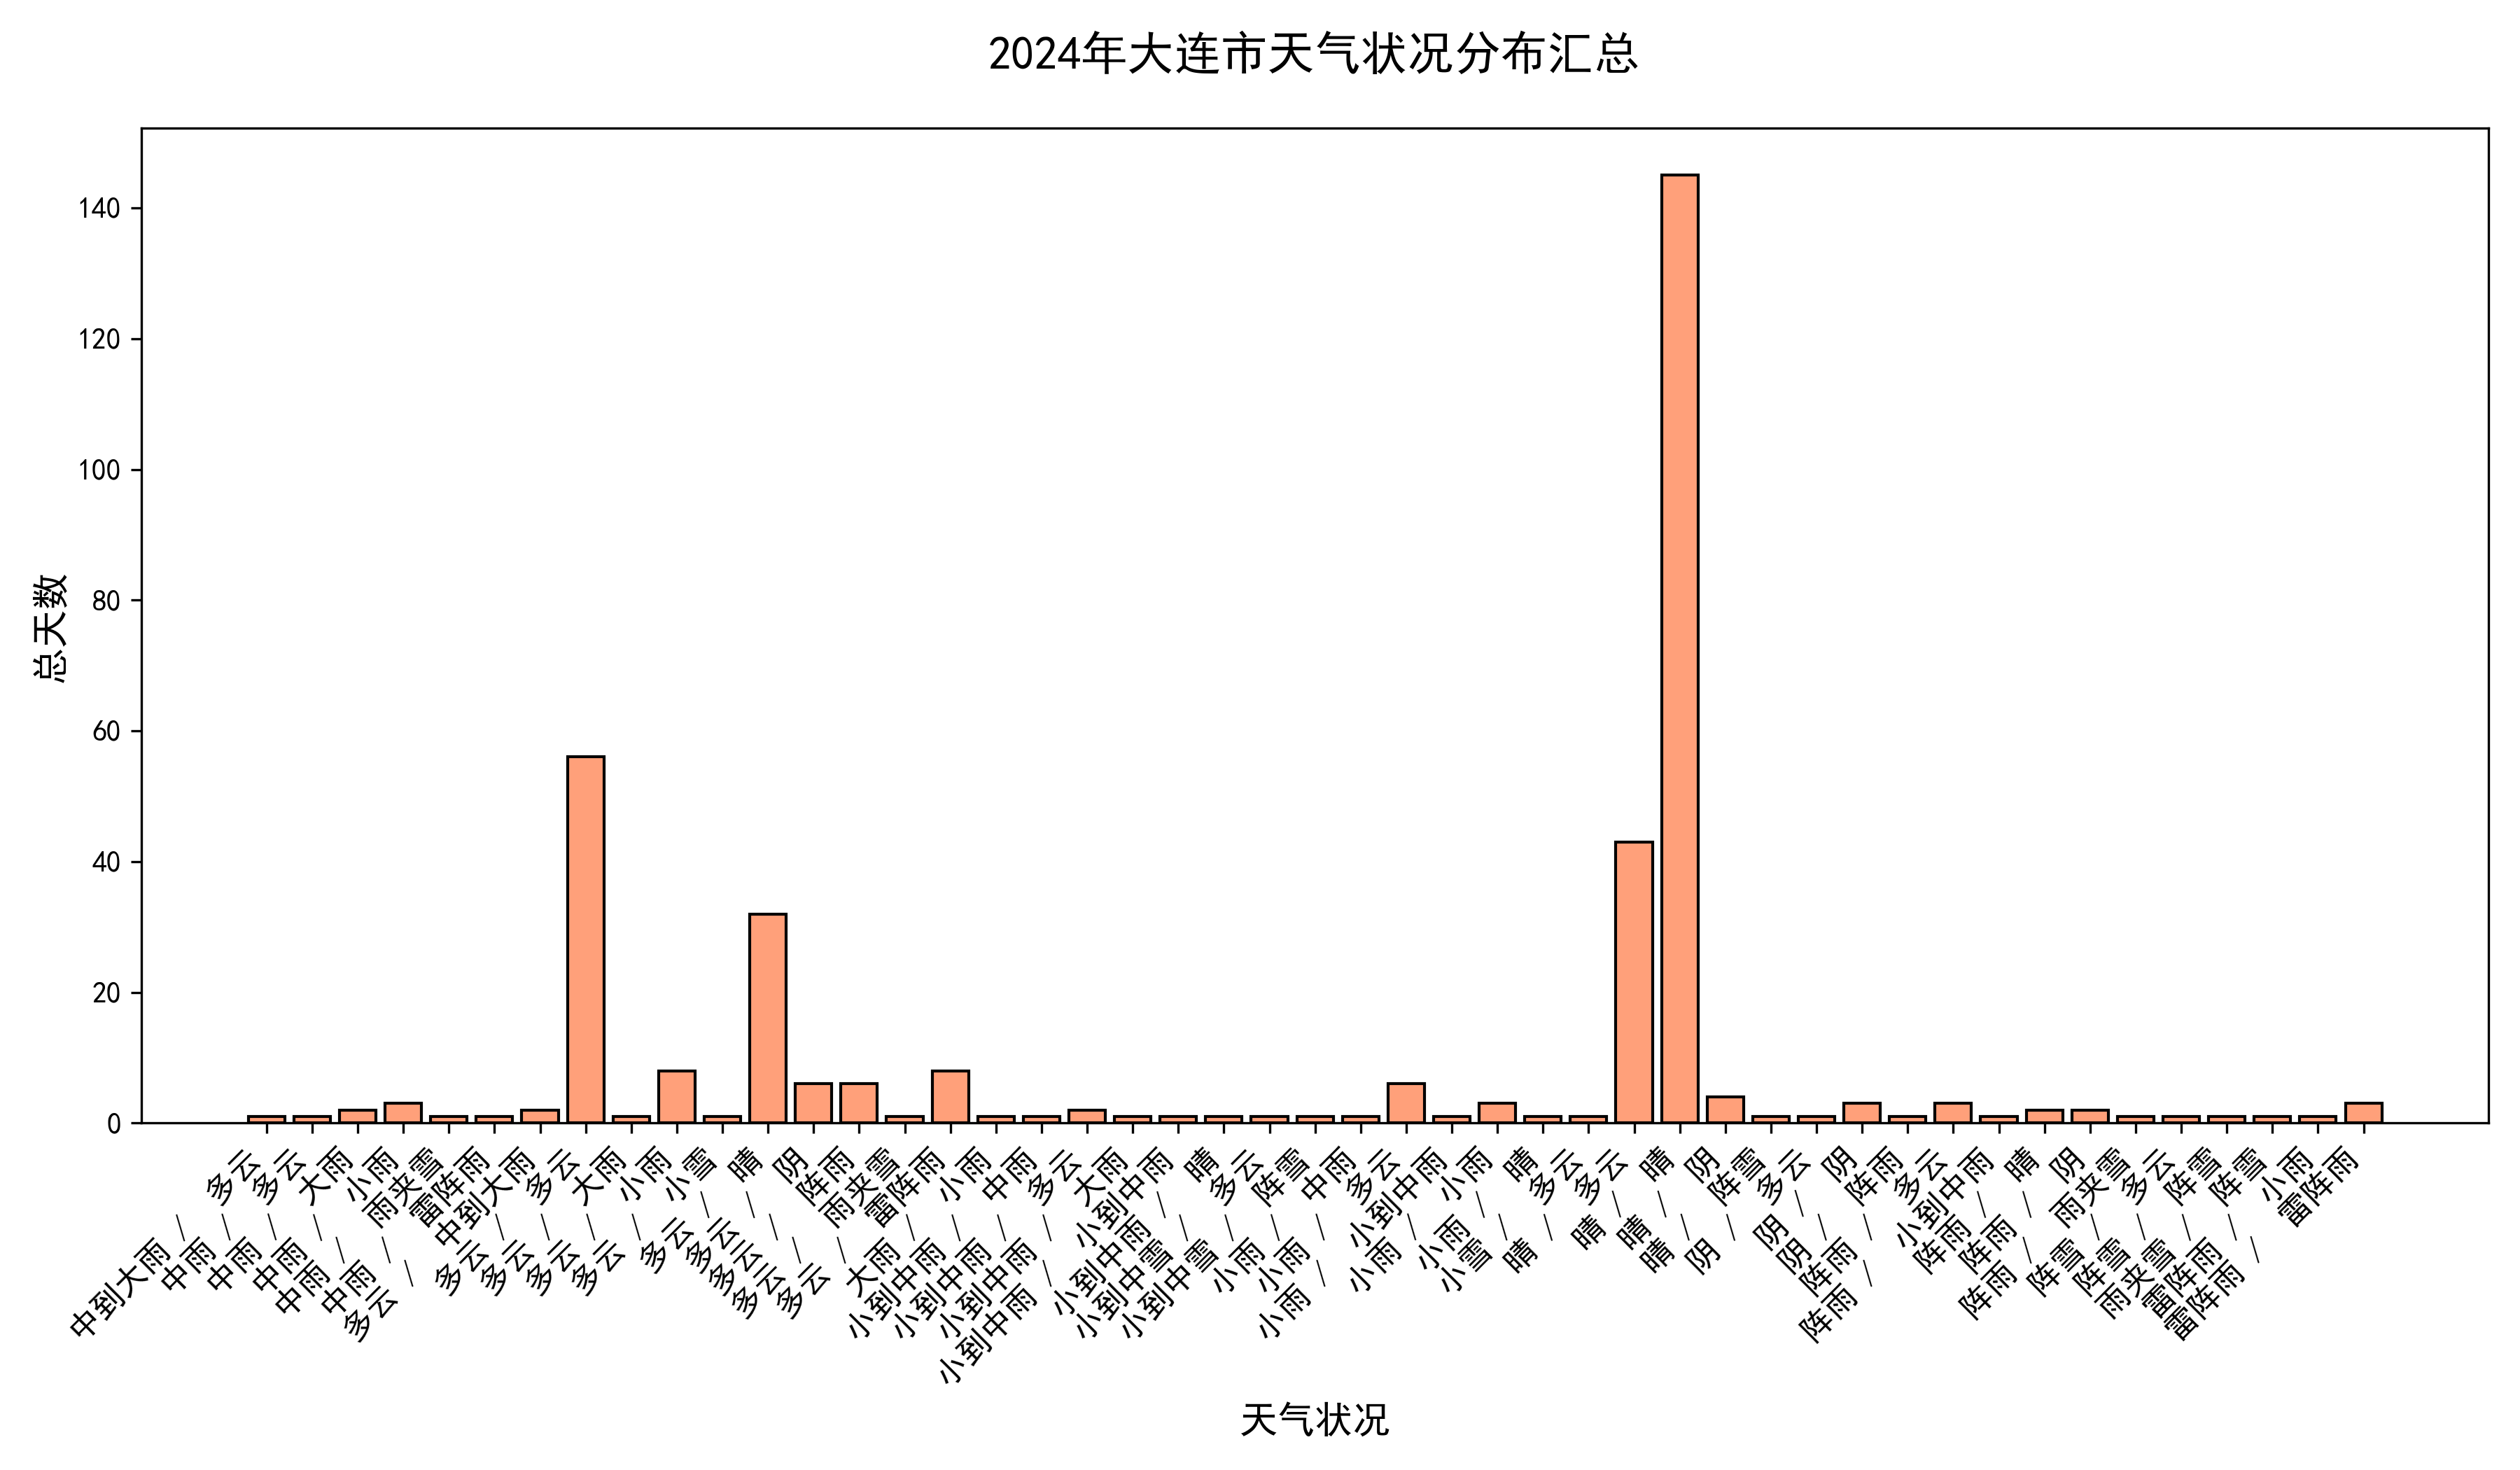 2024年大连市天气状况分布汇总
总天数
140
120
100
80
60
40
20
0
中到大雨 / 多云
中雨 / 多云
中雨 / 大雨
中雨 / 小雨
中雨 / 雨夹雪
中雨 / 雷阵雨
多云 / 中到大雨
多云 / 多云
多云 / 大雨
多云 / 小雨
多云 / 小雪
多云 / 晴
多云 / 阴
多云 / 阵雨
多云 / 雨夹雪
多云 / 雷阵雨
大雨 / 小雨
小到中雨 / 中雨
小到中雨 / 多云
小到中雨 / 大雨
小到中雨 / 小到中雨
小到中雨 / 晴
小到中雪 / 多云
小到中雪 / 阵雪
小雨 / 中雨
小雨 / 多云
小雨 / 小到中雨
小雨 / 小雨
小雨 / 晴
小雪 / 多云
晴 / 多云
晴 / 晴
晴 / 阴
晴 / 阵雪
阴 / 多云
阴 / 阴
阴 / 阵雨
阵雨 / 多云
阵雨 / 小到中雨
阵雨 / 晴
阵雨 / 阴
阵雨 / 雨夹雪
阵雪 / 多云
阵雪 / 阵雪
雨夹雪 / 阵雪
雷阵雨 / 小雨
雷阵雨 / 雷阵雨
天气状况